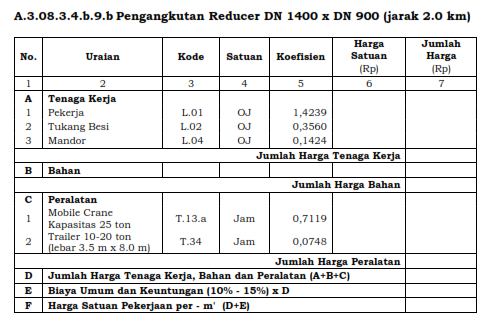 A.3.08.3.4.b.9.b Pengangkutan Reducer DN 1400 x DN 900 (jarak 2.0 km)
No. Uraian Kode Satuan Koefisien Harga Satuan (Rp) Jumlah Harga (Rp)
1 2 3 4 5 6 7
A Tenaga Kerja
1 Pekerja L.01 OJ 1,4239
2 Tukang Besi L.02 OJ 0,3560
3 Mandor L.04 OJ 0,1424
Jumlah Harga Tenaga Kerja
B Bahan
Jumlah Harga Bahan
C Peralatan
1 Mobile Crane Kapasitas 25 ton T.13.a Jam 0,7119
2 Trailer 10-20 ton (lebar 3.5 m x 8.0 m) T.34 Jam 0,0748
Jumlah Harga Peralatan
D Jumlah Harga Tenaga Kerja, Bahan dan Peralatan (A+B+C)
E Biaya Umum dan Keuntungan (10% - 15%) x D
F Harga Satuan Pekerjaan per - m' (D+E)